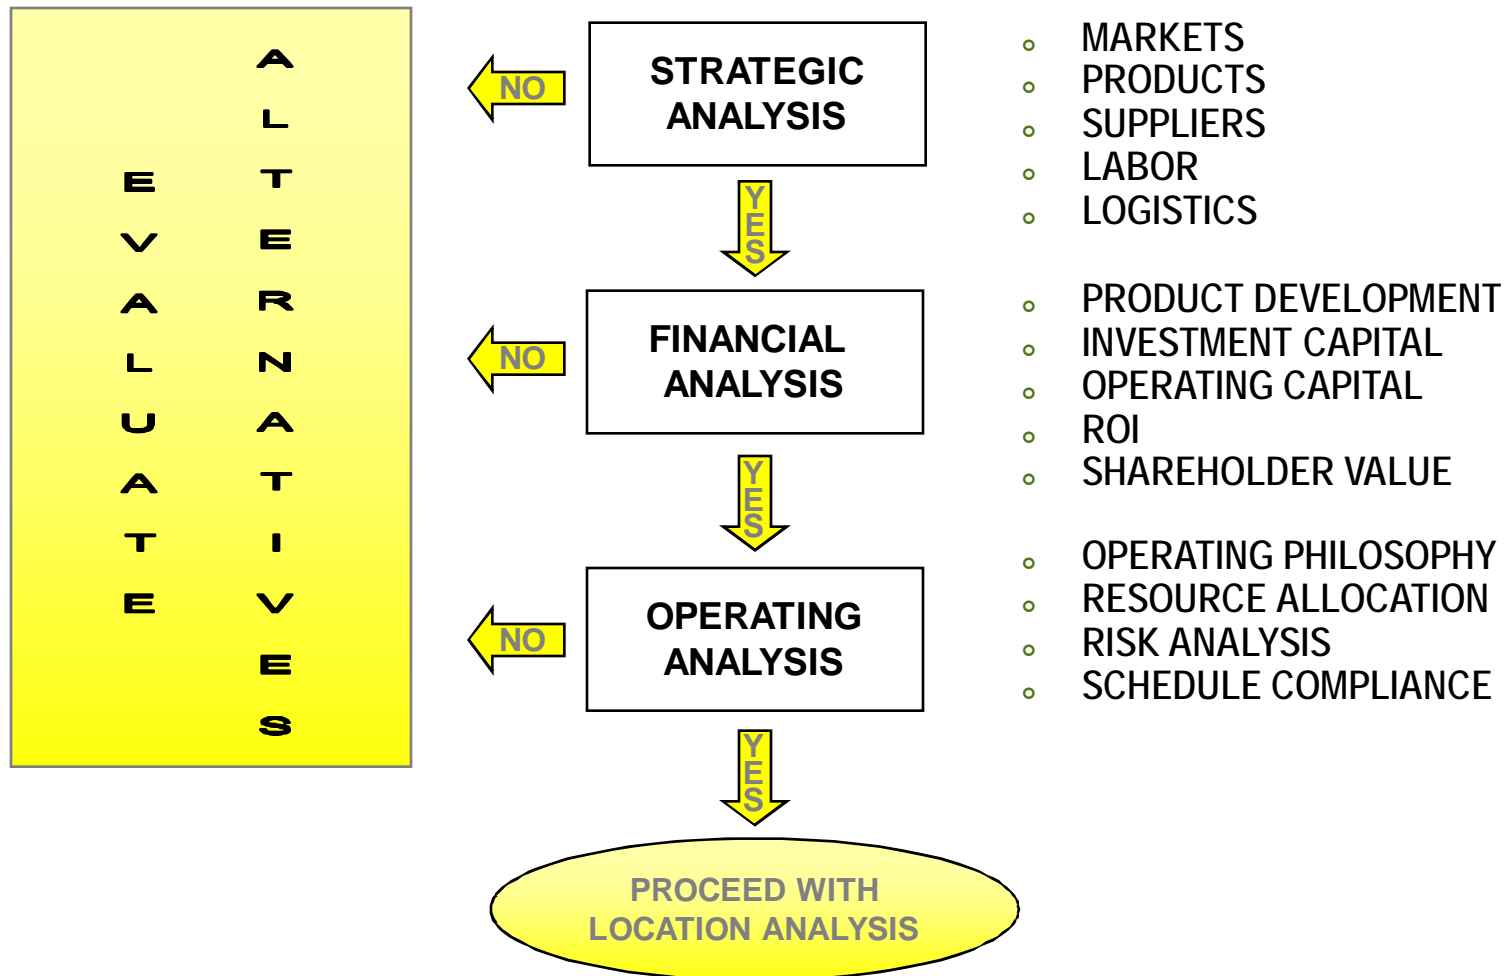 EVALUATE
ALTERNATIVES
NO
STRATEGIC
ANALYSIS
MARKETS
PRODUCTS
SUPPLIERS
LABOR
LOGISTICS
YES
NO
FINANCIAL
ANALYSIS
PRODUCT DEVELOPMENT
INVESTMENT CAPITAL
OPERATING CAPITAL
ROI
SHAREHOLDER VALUE
YES
NO
OPERATING
ANALYSIS
OPERATING PHILOSOPHY
RESOURCE ALLOCATION
RISK ANALYSIS
SCHEDULE COMPLIANCE
YES
PROCEED WITH
LOCATION ANALYSIS